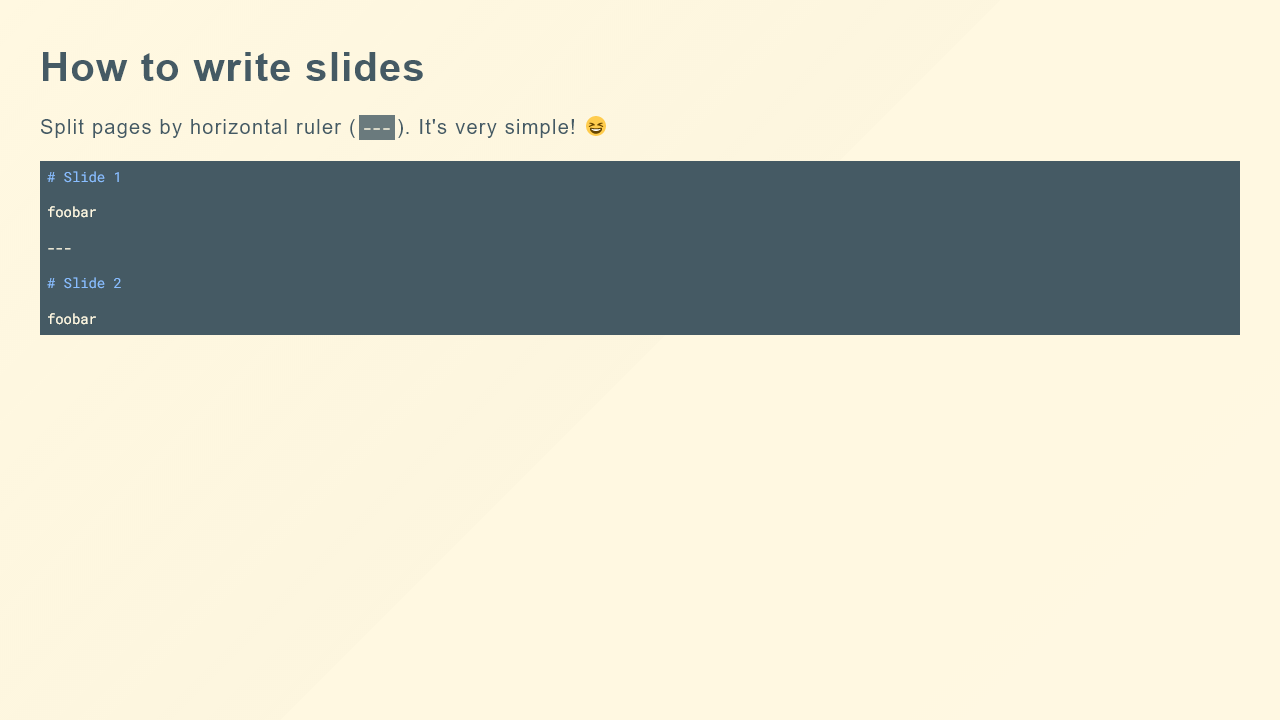 How to write slides
Split pages by horizontal ruler (---). It's very simple! 😆
# Slide 1
foobar
---
# Slide 2
foobar